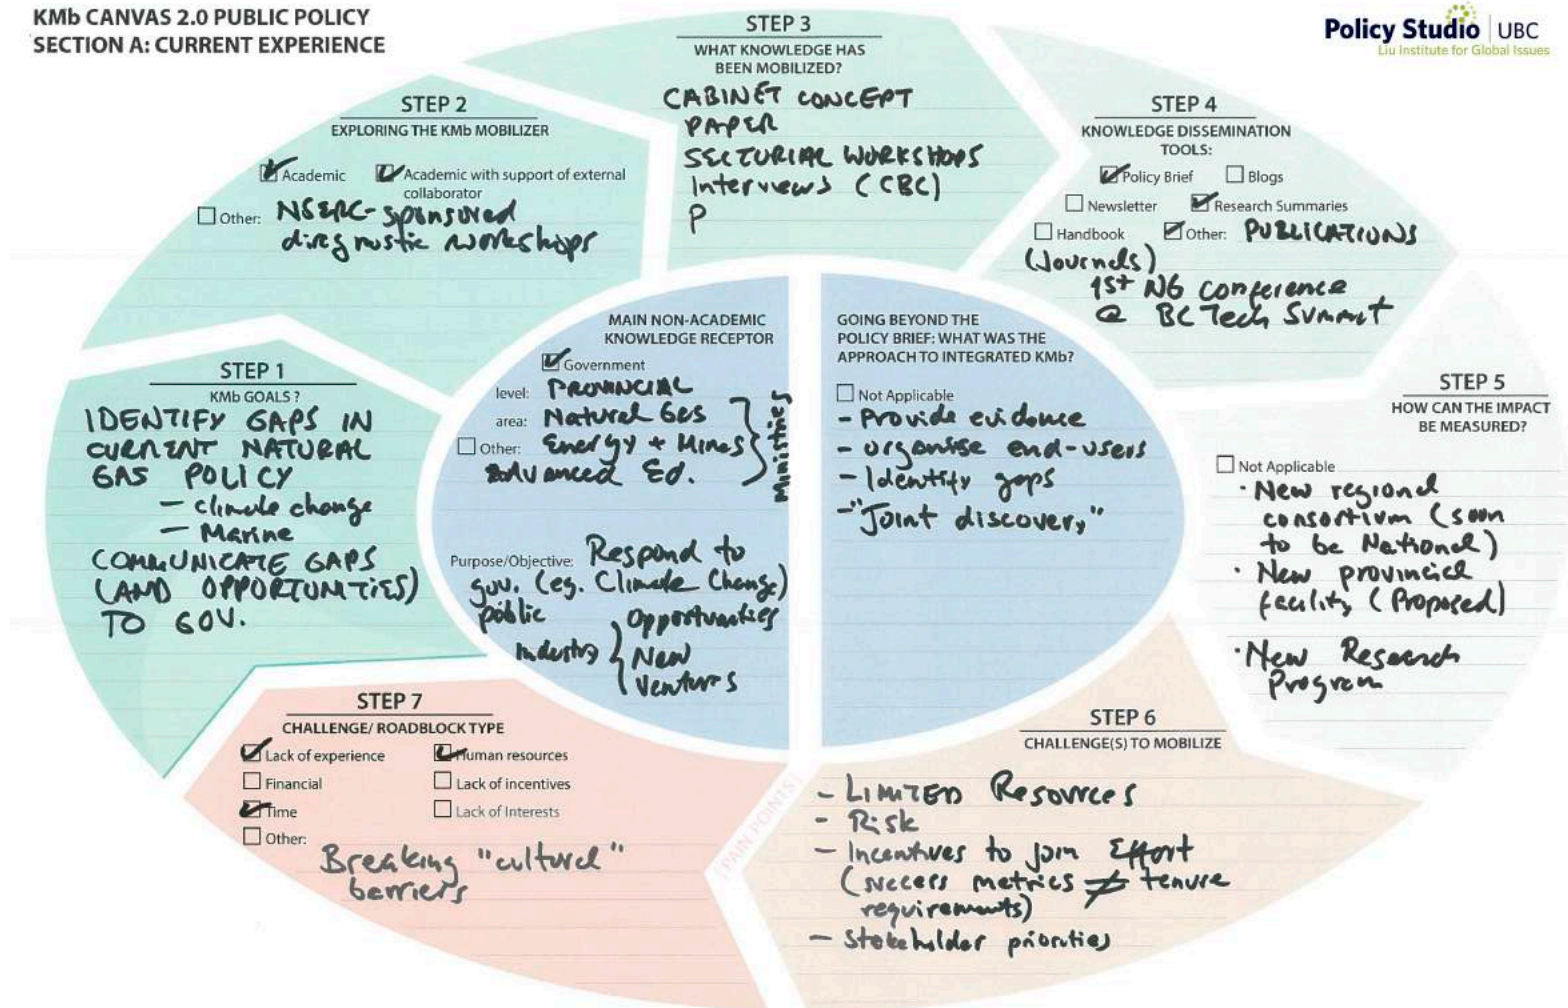 KMb CANVAS 2.0 PUBLIC POLICY
SECTION A: CURRENT EXPERIENCE
Policy Studio | UBC
Liu Institute for Global Issues
STEP 1
KMb GOALS ?
IDENTIFY GAPS IN
CURRENT NATURAL
GAS POLICY
- climate change
- Marine
COMMUNICATE GAPS
(AND OPPORTUNITIES)
TO GOV.
STEP 2
EXPLORING THE KMb MOBILIZER
Academic
Academic with support of external
collaborator
Other: NSERC-sponsored
diagnostic workshops
STEP 3
WHAT KNOWLEDGE HAS
BEEN MOBILIZED?
CABINET CONCEPT
PAPER
SECTURIAL WORKSHOPS
Interviews (CBC)
P
STEP 4
KNOWLEDGE DISSEMINATION
TOOLS:
Policy Brief
Blogs
Newsletter
Research Summaries
Handbook
Other: PUBLICATIONS
(Journals)
1st NG conference
@ BC Tech Summit
MAIN NON-ACADEMIC
KNOWLEDGE RECEPTOR
Government
level: PROVINCIAL
area: Natural Gas
Other: Energy + Mines
Advanced Ed.
Ministries
Purpose/Objective: Respond to
gov. (eg. Climate Change)
public Opportunities
industry New
Ventures
GOING BEYOND THE
POLICY BRIEF: WHAT WAS THE
APPROACH TO INTEGRATED KMb?
Not Applicable
- Provide evidence
- organise end-users
- Identify gaps
- "Joint discovery"
STEP 5
HOW CAN THE IMPACT
BE MEASURED?
Not Applicable
· New regional
consortium (soon
to be National)
· New provincial
facility (Proposed)
· New Research
Program
STEP 6
CHALLENGE(S) TO MOBILIZE
- LIMITED Resources
- Risk
- Incentives to join Effort
(success metrics ≠ tenure
requirements)
- Stakeholder priorities
PAIN POINTS
STEP 7
CHALLENGE/ ROADBLOCK TYPE
Lack of experience
Human resources
Financial
Lack of incentives
Time
Lack of Interests
Other:
Breaking "cultural"
barriers